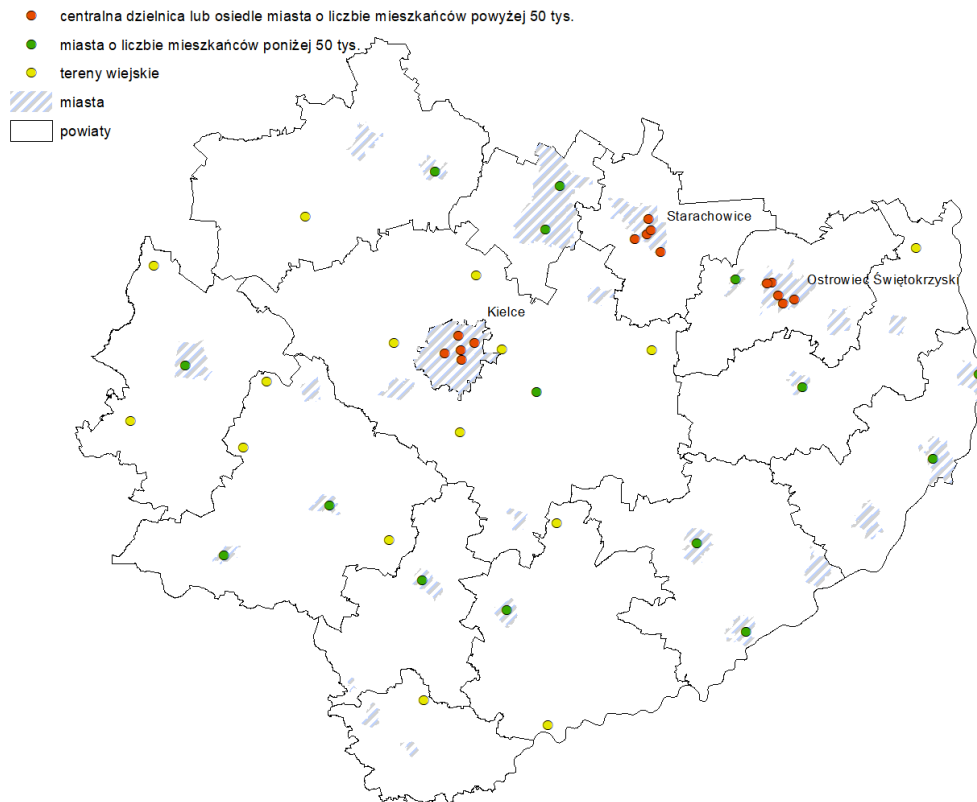 centralna dzielnica lub osiedle miasta o liczbie mieszkańców powyżej 50 tys.
miasta o liczbie mieszkańców poniżej 50 tys.
tereny wiejskie
miasta
powiaty
Starachowice
Ostrowiec Świętokrzyski
Kielce